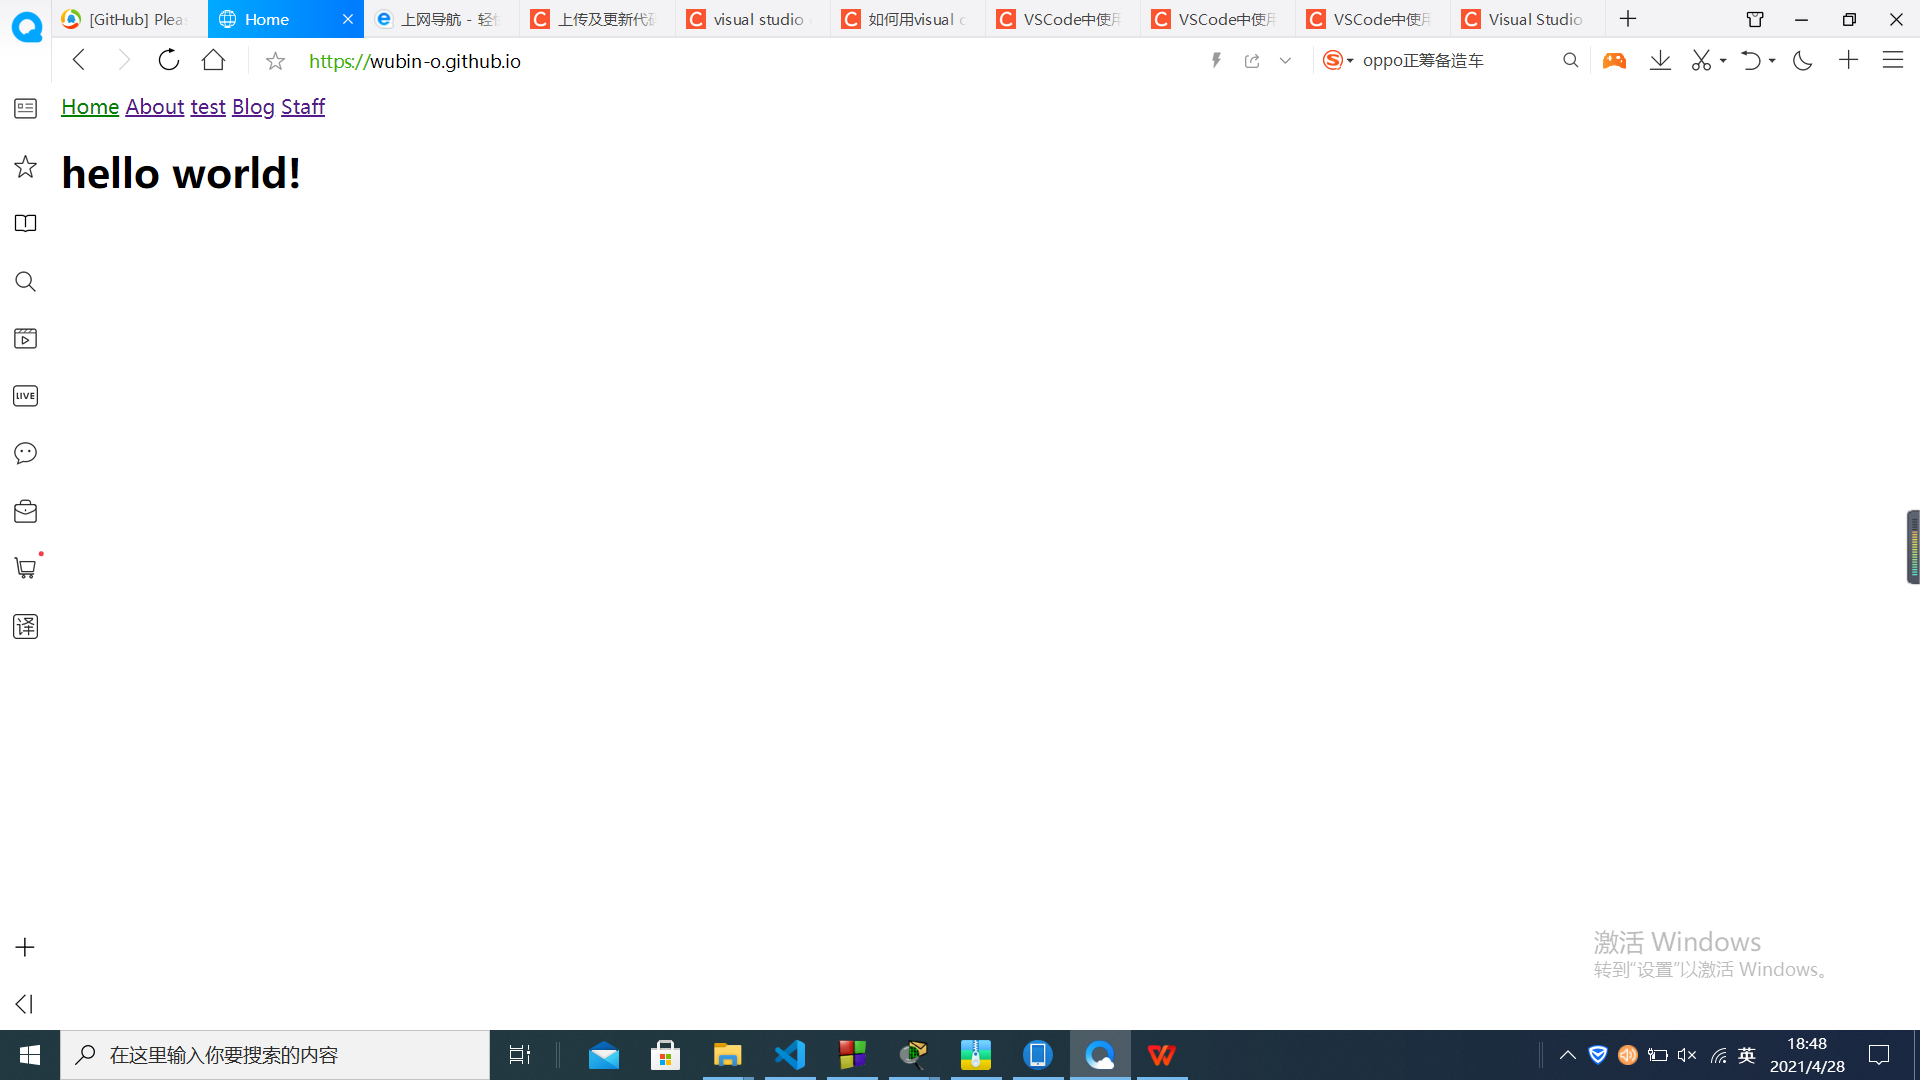 [GitHub] Plea
Home
上网导航 - 轻
上传及更新代
visual studio
如何用visual c
VSCode中使用
VSCode中使用
VSCode中使用
Visual Studio
https://wubin-o.github.io
oppo正筹备造车
Home About test Blog Staff
hello world!
LIVE
译
激活 Windows
转到“设置”以激活 Windows。
在这里输入你要搜索的内容
英
18:48
2021/4/28